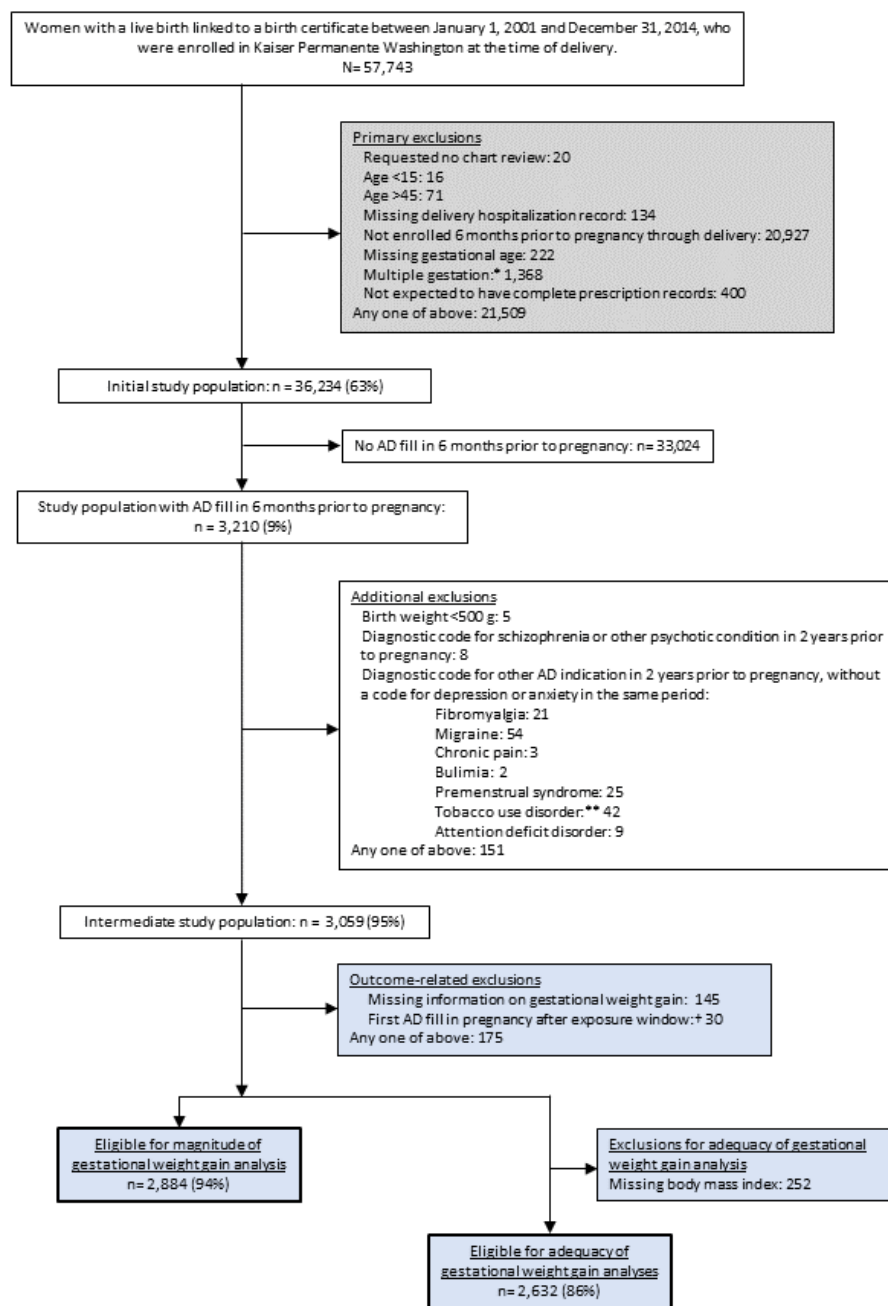 Women with a live birth linked to a birth certificate between January 1, 2001 and December 31, 2014, who
were enrolled in Kaiser Permanente Washington at the time of delivery.
N= 57,743
Primary exclusions
Requested no chart review: 20
Age <15: 16
Age >45: 71
Missing delivery hospitalization record: 134
Not enrolled 6 months prior to pregnancy through delivery: 20,927
Missing gestational age: 222
Multiple gestation:* 1,368
Not expected to have complete prescription records: 400
Any one of above: 21,509
Initial study population: n = 36,234 (63%)
No AD fill in 6 months prior to pregnancy: n= 33,024
Study population with AD fill in 6 months prior to pregnancy:
n = 3,210 (9%)
Additional exclusions
Birth weight <500 g: 5
Diagnostic code for schizophrenia or other psychotic condition in 2 years prior
to pregnancy: 8
Diagnostic code for other AD indication in 2 years prior to pregnancy, without
a code for depression or anxiety in the same period:
Fibromyalgia: 21
Migraine: 54
Chronic pain: 3
Bulimia: 2
Premenstrual syndrome: 25
Tobacco use disorder:** 42
Attention deficit disorder: 9
Any one of above: 151
Intermediate study population: n = 3,059 (95%)
Outcome-related exclusions
Missing information on gestational weight gain: 145
First AD fill in pregnancy after exposure window:† 30
Any one of above: 175
Eligible for magnitude of
gestational weight gain analysis
n= 2,884 (94%)
Exclusions for adequacy of gestational
weight gain analysis
Missing body mass index: 252
Eligible for adequacy of
gestational weight gain analyses
n= 2,632 (86%)